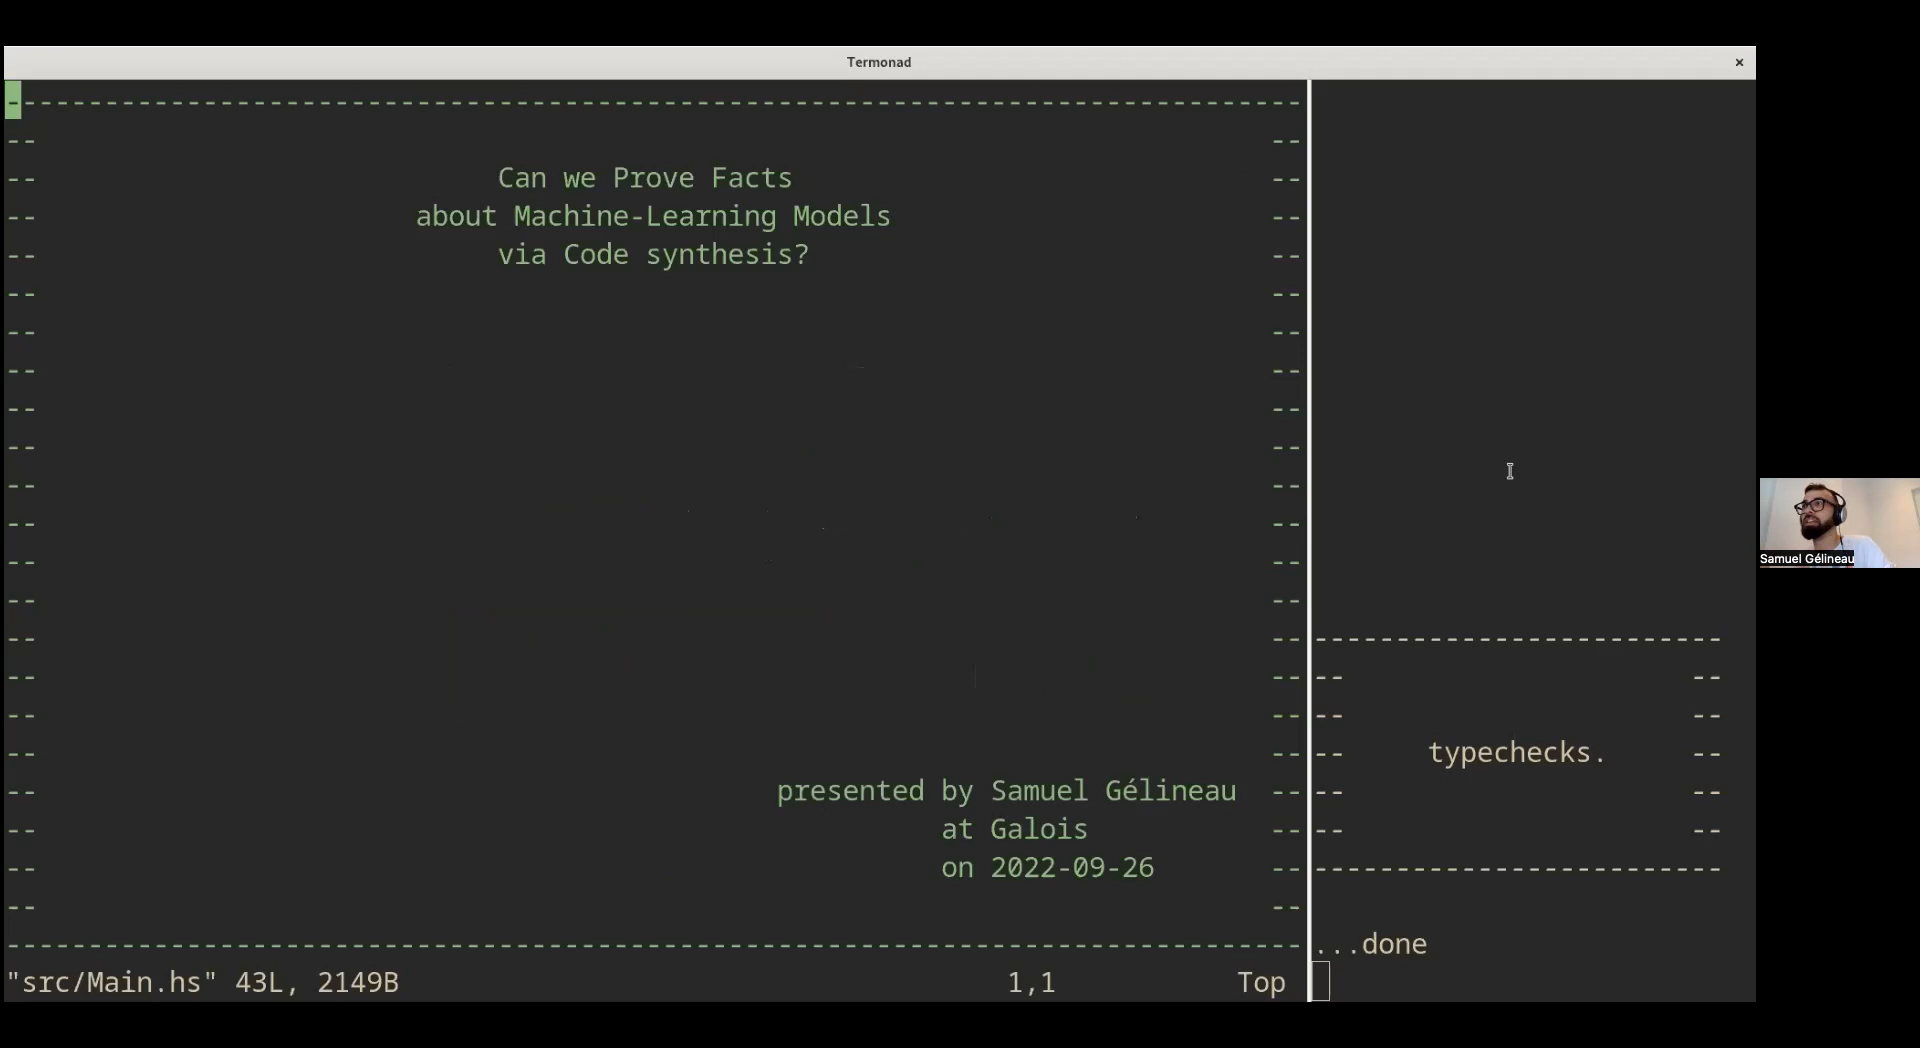 Termonad ×
--------------------------------------------------------------------------------
-- --
-- Can we Prove Facts --
-- about Machine-Learning Models --
-- via Code synthesis? --
-- --
-- --
-- --
-- --
-- --
-- --
-- --
-- --
-- --
-- --
-- --
-- --
-- --
-- presented by Samuel Gélineau --
-- at Galois --
-- on 2022-09-26 --
-- --
--------------------------------------------------------------------------------
"src/Main.hs" 43L, 2149B 1,1 Top
-------------------------
-- --
-- --
-- typechecks. --
-- --
-- --
-------------------------
...done
Samuel Gélineau